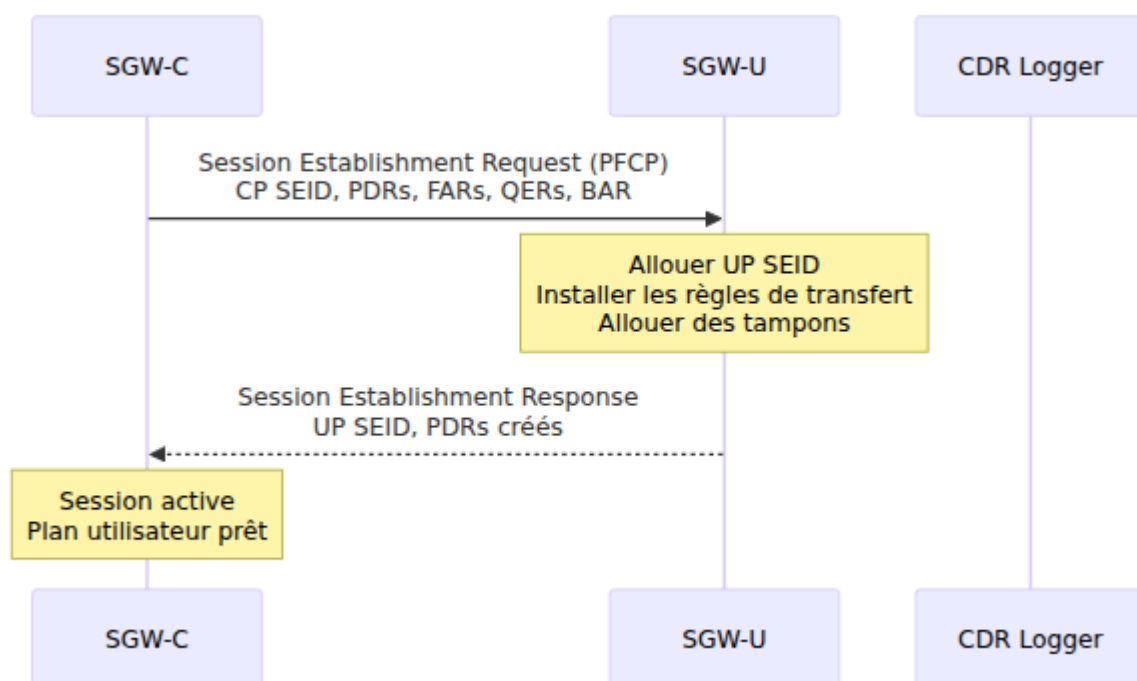 SGW-C
SGW-U
CDR Logger
Session Establishment Request (PFCP)
CP SEID, PDRs, FARs, QERs, BAR
Allouer UP SEID
Installer les règles de transfert
Allouer des tampons
Session Establishment Response
UP SEID, PDRs créés
Session active
Plan utilisateur prêt
SGW-C
SGW-U
CDR Logger